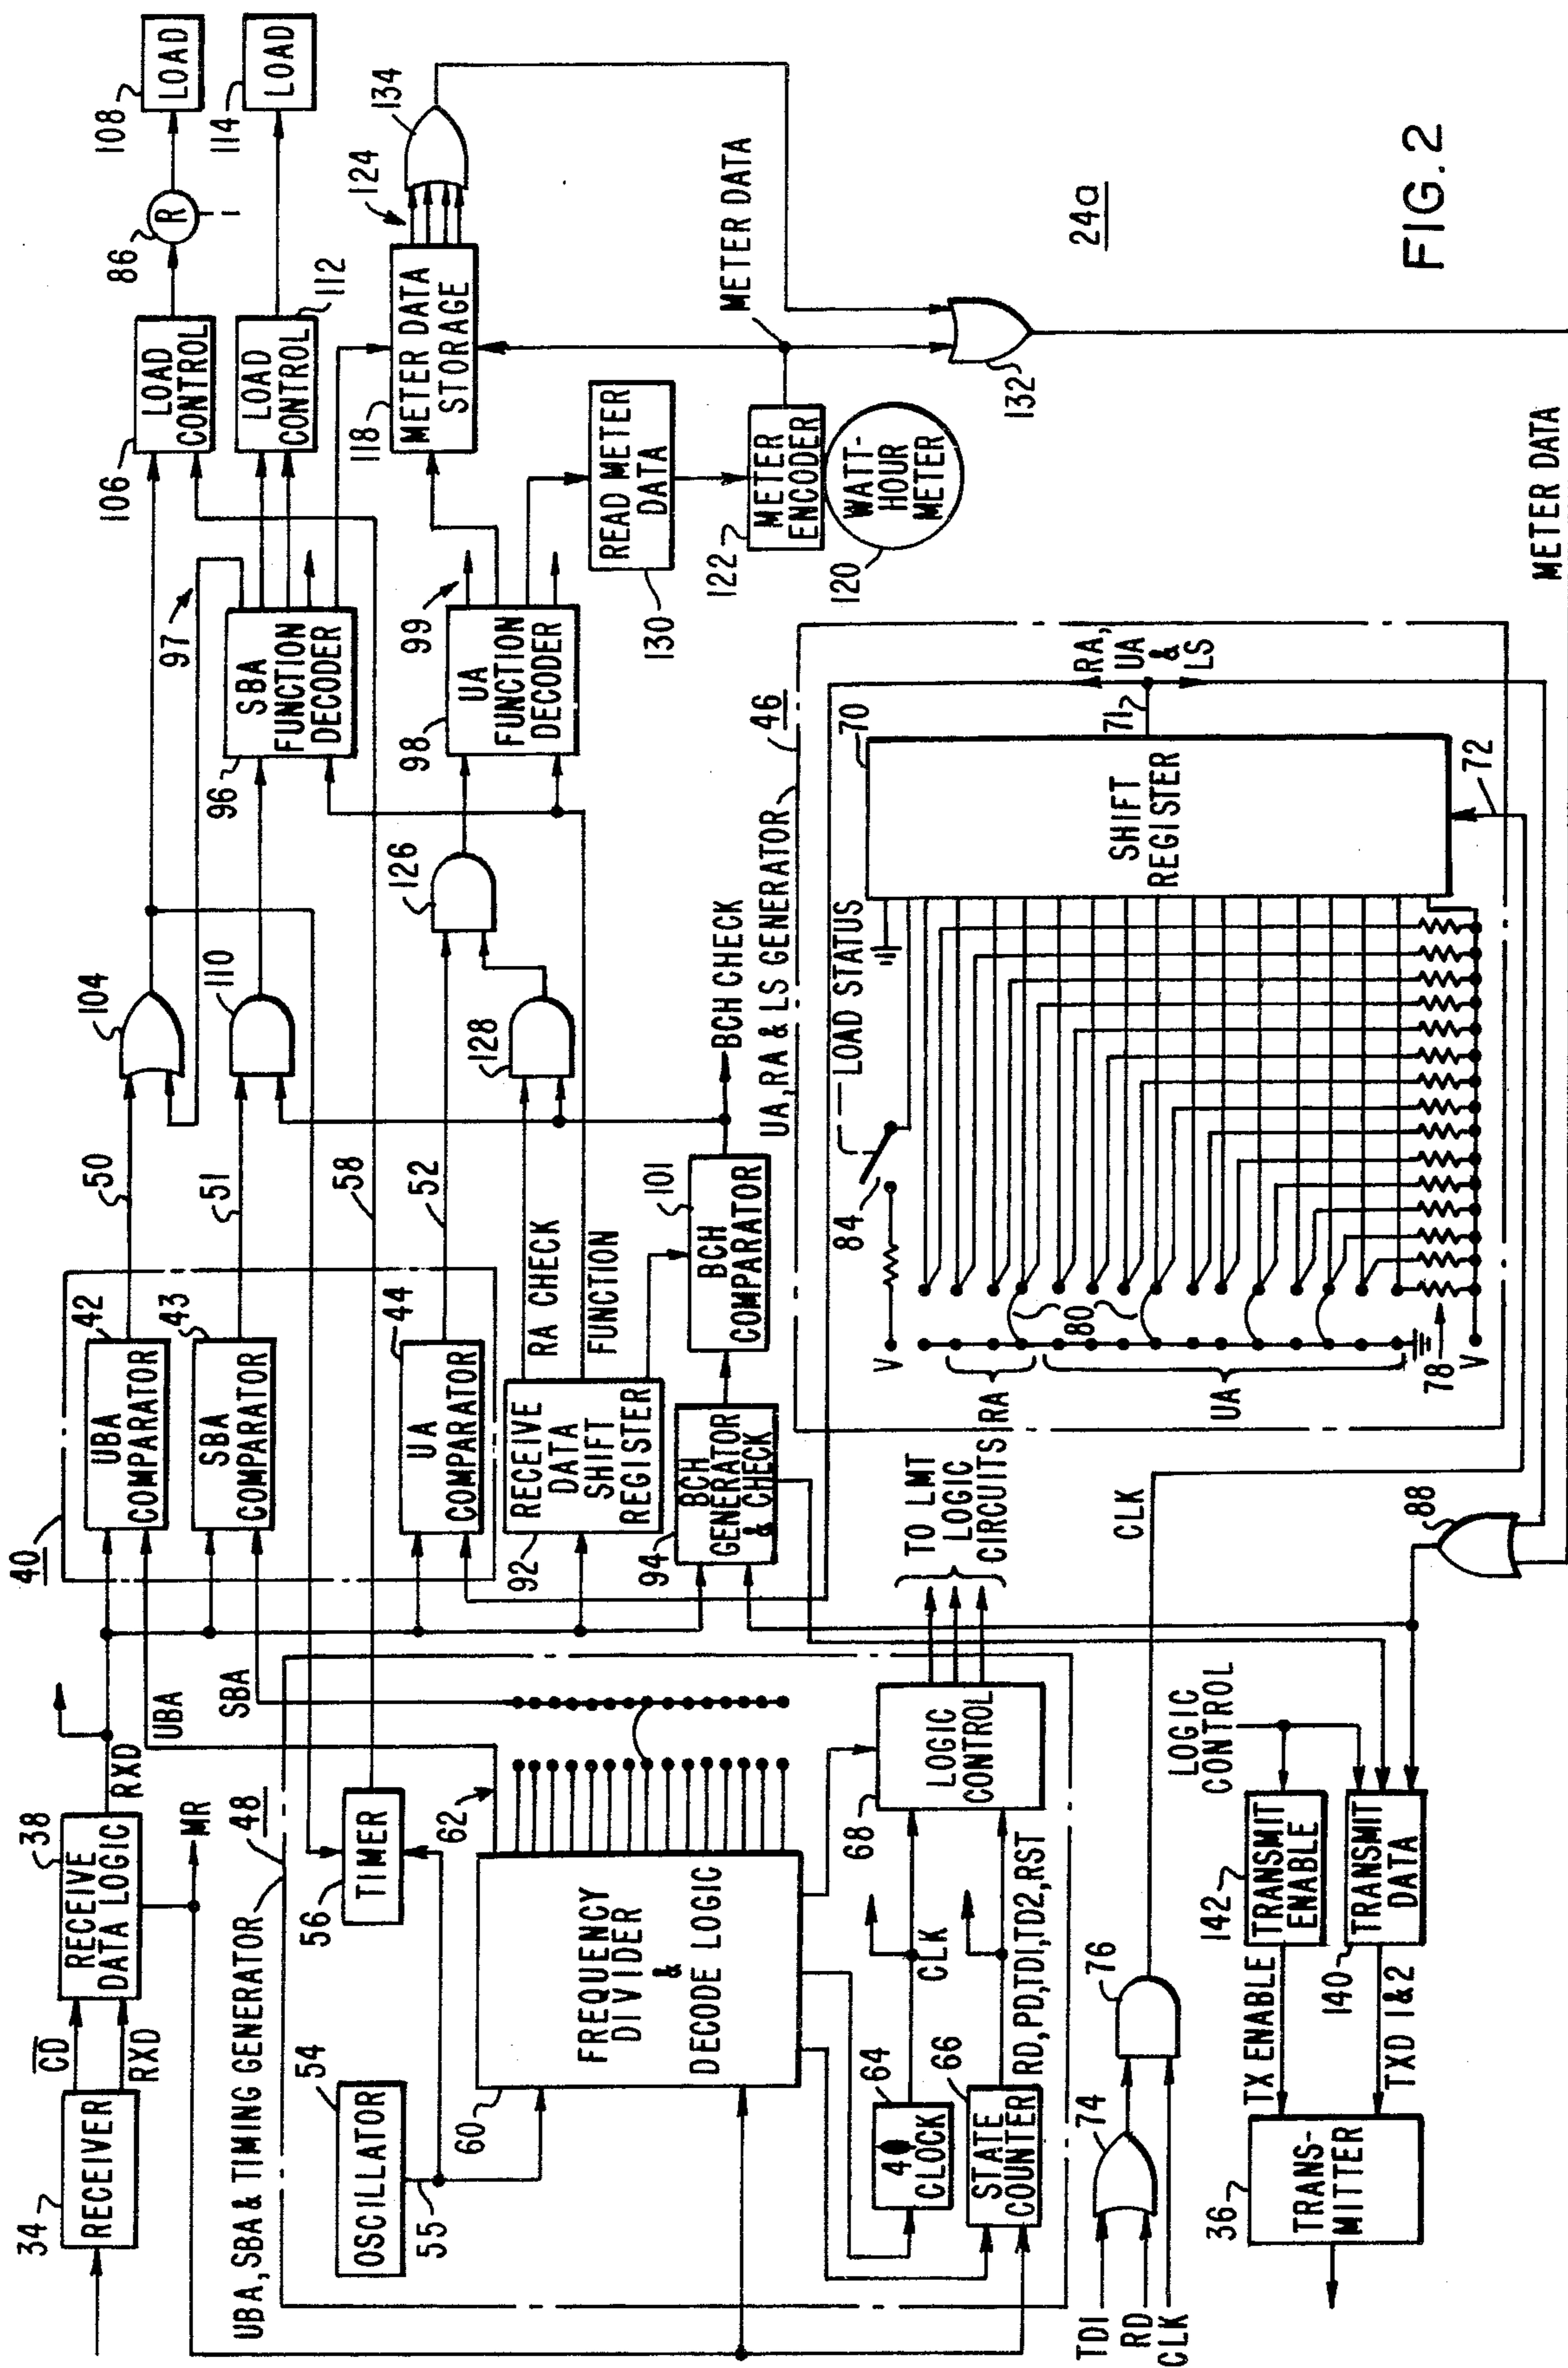 34
RECEIVER
CD
RXD
38
RECEIVE
DATA LOGIC
MR
RXD
UBA
SBA
UBA, SBA & TIMING GENERATOR
48
54
OSCILLATOR
55
56
TIMER
58
60
FREQUENCY
DIVIDER
&
DECODE LOGIC
62
64
4Φ
CLOCK
CLK
66
STATE
COUNTER
RD, PD, TD1, TD2, RST
68
LOGIC
CONTROL
TO LMT
LOGIC
CIRCUITS
40
42
UBA
COMPARATOR
43
SBA
COMPARATOR
44
UA
COMPARATOR
50
51
52
92
RECEIVE
DATA
SHIFT
REGISTER
RA CHECK
FUNCTION
94
BCH
GENERATOR
& CHECK
101
BCH
COMPARATOR
BCH CHECK
104
110
126
128
97
96
SBA
FUNCTION
DECODER
99
98
UA
FUNCTION
DECODER
106
LOAD
CONTROL
86
R
108
LOAD
112
LOAD
CONTROL
114
LOAD
118
METER DATA
STORAGE
124
134
130
READ METER
DATA
122
METER
ENCODER
120
WATT-
HOUR
METER
METER DATA
132
METER DATA
UA, RA & LS GENERATOR
46
LOAD STATUS
84
V
80
RA
UA
78
V
70
SHIFT
REGISTER
71
72
RA,
UA
&
LS
TD1
RD
CLK
74
76
CLK
88
LOGIC
CONTROL
142
TRANSMIT
ENABLE
140
TRANSMIT
DATA
TX ENABLE
TXD 1 & 2
36
TRANS-
MITTER
24a
FIG. 2